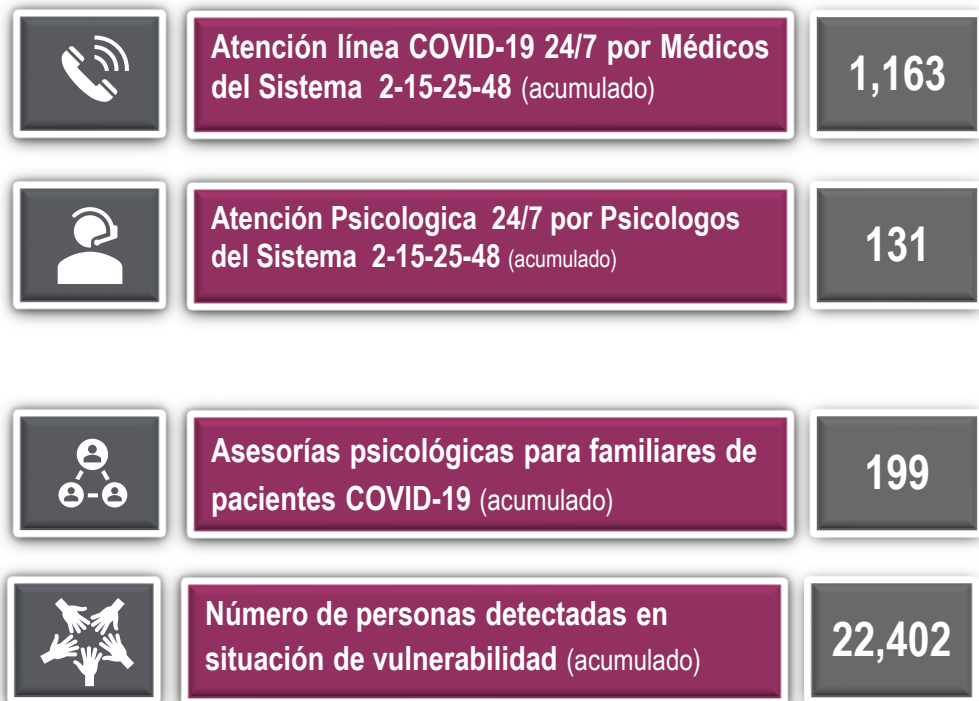 Atención línea COVID-19 24/7 por Médicos
del Sistema 2-15-25-48 (acumulado)
1,163
Atención Psicologica 24/7 por Psicologos
del Sistema 2-15-25-48 (acumulado)
131
Asesorías psicológicas para familiares de
pacientes COVID-19 (acumulado)
199
Número de personas detectadas en
situación de vulnerabilidad (acumulado)
22,402